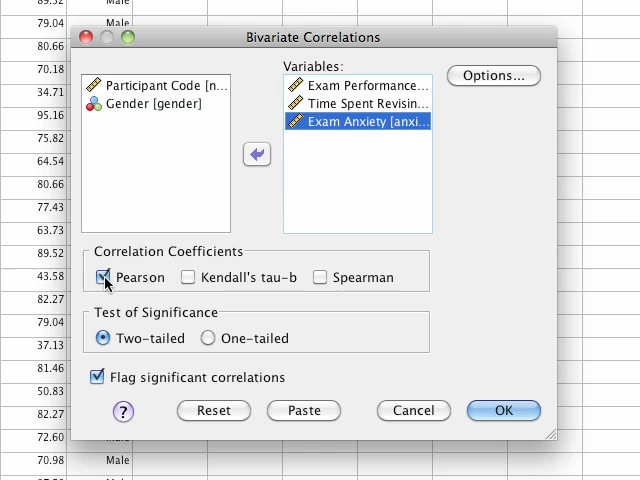 89.52 Male
79.04 Male
Bivariate Correlations
80.66
70.18
34.71
95.16
75.82
64.54
80.66
77.43
63.73
89.52
43.58
82.27
79.04
37.13
81.46
50.83
82.27
72.60 Male
70.98 Male
Variables:
Participant Code [n...
Gender [gender]
Exam Performance...
Time Spent Revisin...
Exam Anxiety [anxi...
Options...
Correlation Coefficients
Pearson Kendall's tau-b Spearman
Test of Significance
Two-tailed One-tailed
Flag significant correlations
? Reset Paste Cancel OK